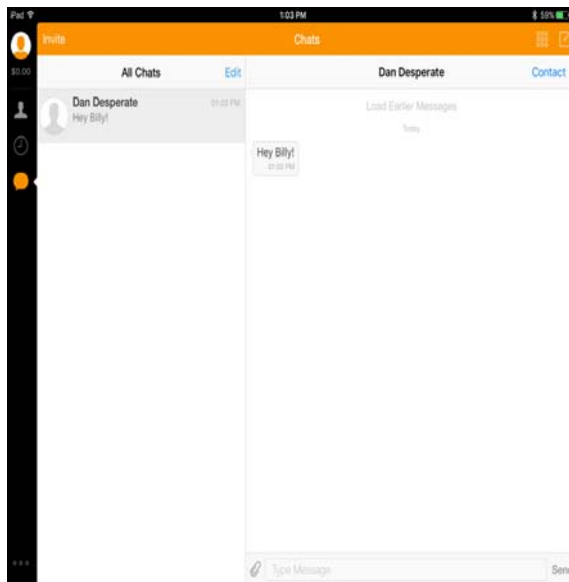 iPad
1:03 PM
59%
Invite
Chats
$0.00
All Chats
Edit
Dan Desperate
Contact
Dan Desperate
01:03 PM
Hey Billy!
Load Earlier Messages
Today
Hey Billy!
01:03 PM
Type Message
Send